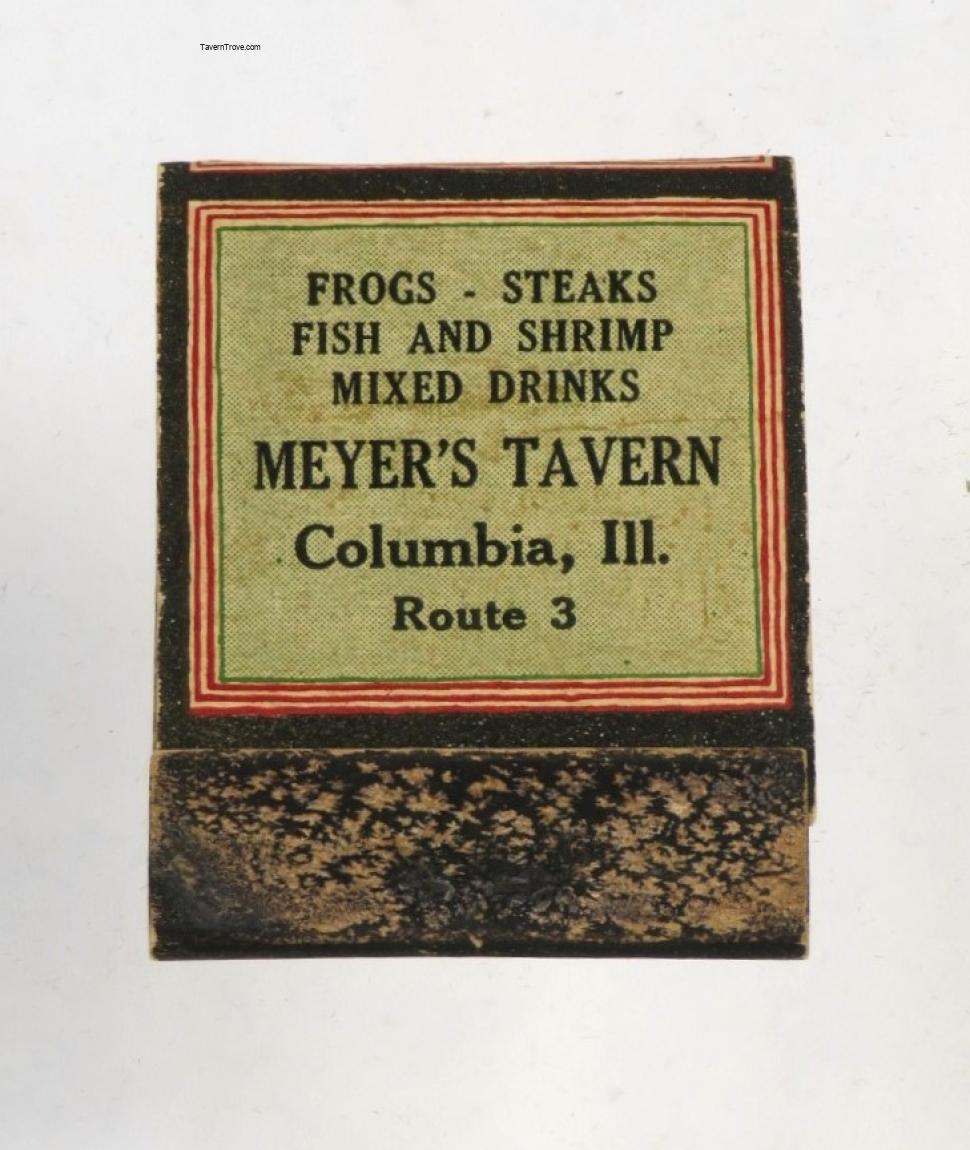 TavernTrove.com
FROGS - STEAKS
FISH AND SHRIMP
MIXED DRINKS
MEYER'S TAVERN
Columbia, Ill.
Route 3